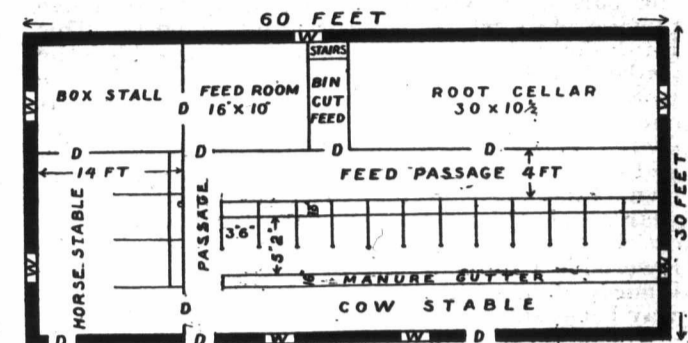 60 FEET
W
STAIRS
BOX STALL
D
FEED ROOM
16' X 10'
BIN
CUT
FEED
ROOT CELLAR
30 X 10½
W
W
D
D
D
D
14 FT
FEED PASSAGE 4FT
30 FEET
HORSE STABLE
PASSAGE
3'6"
5'2"
MANURE GUTTER
W
W
COW STABLE
D
D
D
W
W
D